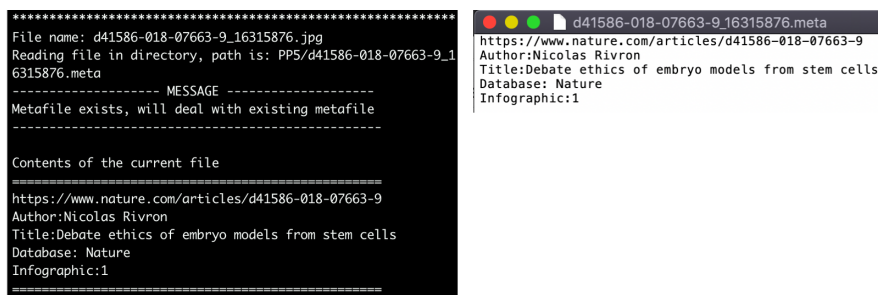 ************************************************************
File name: d41586-018-07663-9_16315876.jpg
Reading file in directory, path is: PP5/d41586-018-07663-9_1
6315876.meta
-------------------- MESSAGE --------------------
Metafile exists, will deal with existing metafile
--------------------------------------------------
Contents of the current file
==================================================
https://www.nature.com/articles/d41586-018-07663-9
Author:Nicolas Rivron
Title:Debate ethics of embryo models from stem cells
Database: Nature
Infographic:1
==================================================
d41586-018-07663-9_16315876.meta
https://www.nature.com/articles/d41586-018-07663-9
Author:Nicolas Rivron
Title:Debate ethics of embryo models from stem cells
Database: Nature
Infographic:1